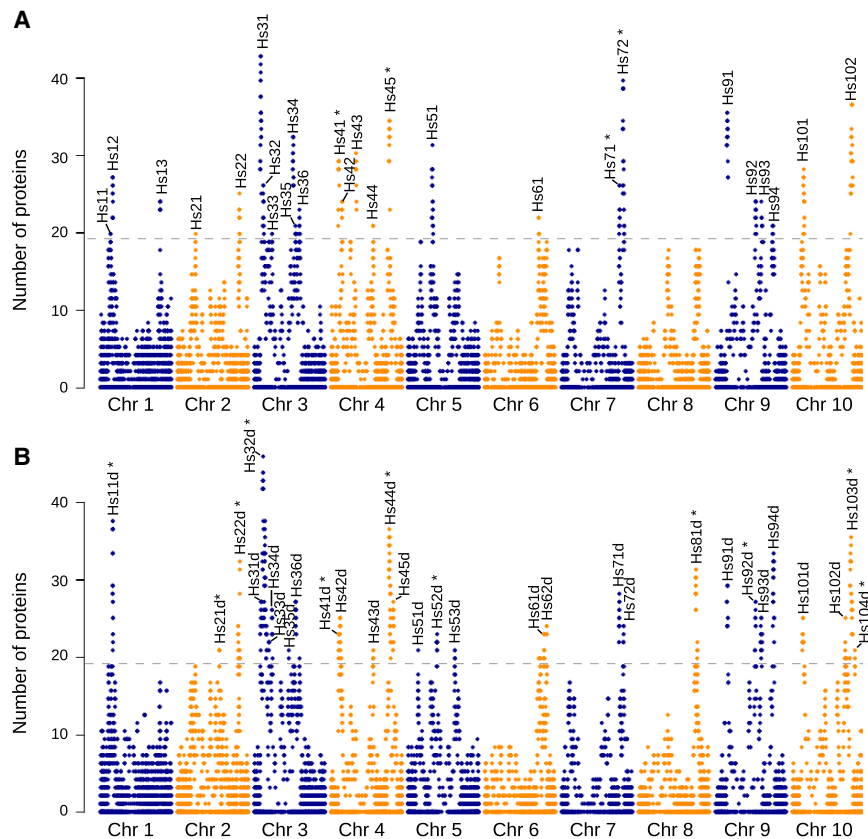 A
Number of proteins
40
30
20
10
0
Hs11
Hs12
Hs13
Hs21
Hs22
Hs31
Hs32
Hs33
Hs34
Hs35
Hs36
Hs41 *
Hs42
Hs43
Hs44
Hs45 *
Hs51
Hs61
Hs71 *
Hs72 *
Hs91
Hs92
Hs93
Hs94
Hs101
Hs102
Chr 1 Chr 2 Chr 3 Chr 4 Chr 5 Chr 6 Chr 7 Chr 8 Chr 9 Chr 10
B
Number of proteins
40
30
20
10
0
Hs11d *
Hs21d*
Hs22d *
Hs31d
Hs32d *
Hs34d
Hs33d
Hs35d
Hs36d
Hs41d *
Hs42d
Hs43d
Hs44d *
Hs45d
Hs51d
Hs52d *
Hs53d
Hs61d
Hs62d
Hs71d
Hs72d
Hs81d *
Hs91d
Hs92d *
Hs93d
Hs94d
Hs101d
Hs102d
Hs103d *
Hs104d *
Chr 1 Chr 2 Chr 3 Chr 4 Chr 5 Chr 6 Chr 7 Chr 8 Chr 9 Chr 10